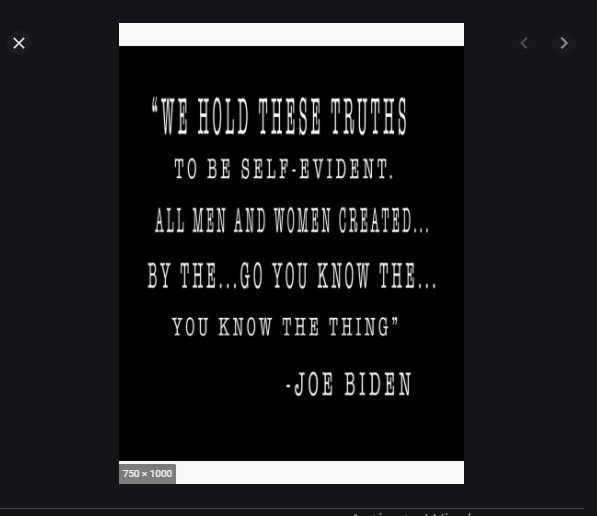 “WE HOLD THESE TRUTHS
TO BE SELF-EVIDENT.
ALL MEN AND WOMEN CREATED...
BY THE...GO YOU KNOW THE...
YOU KNOW THE THING”
-JOE BIDEN
750 × 1000